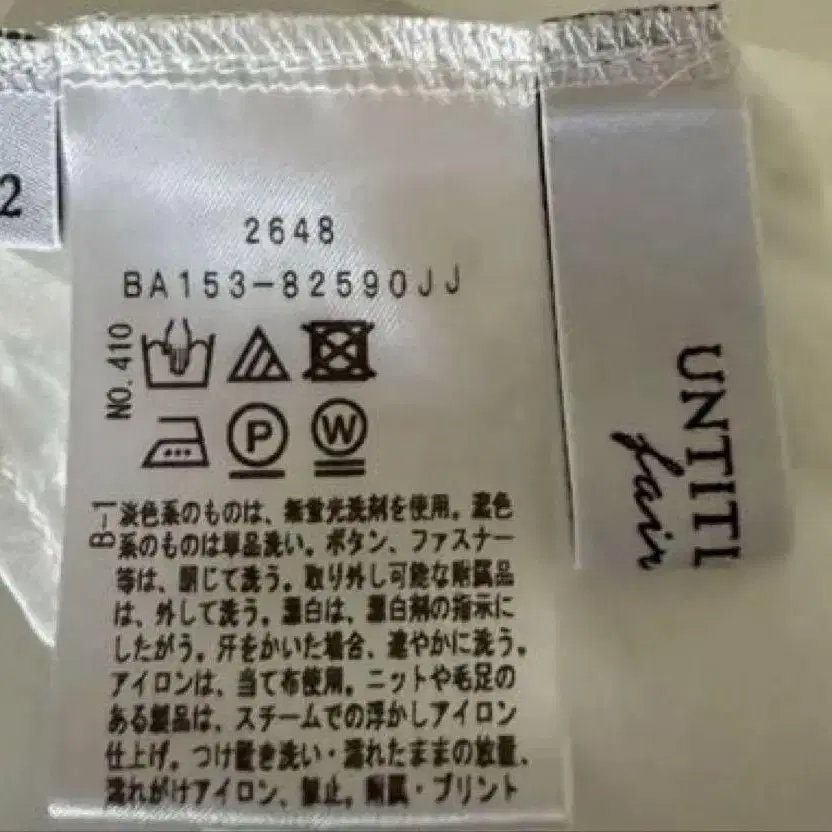 2
2648
BA153-82590JJ
NO.410
P
W
B-1
淡色系のものは、無蛍光洗剤を使用。濃色
系のものは単品洗い。ボタン、ファスナー
等は、閉じて洗う。取り外し可能な附属品
は、外して洗う。漂白は、漂白剤の指示に
したがう。汗をかいた場合、速やかに洗う。
アイロンは、当て布使用。ニットや毛足の
ある製品は、スチームでの浮かしアイロン
仕上げ。つけ置き洗い・濡れたままの放置、
濡れがけアイロン、禁止。附属・プリント
UNTITL
fair